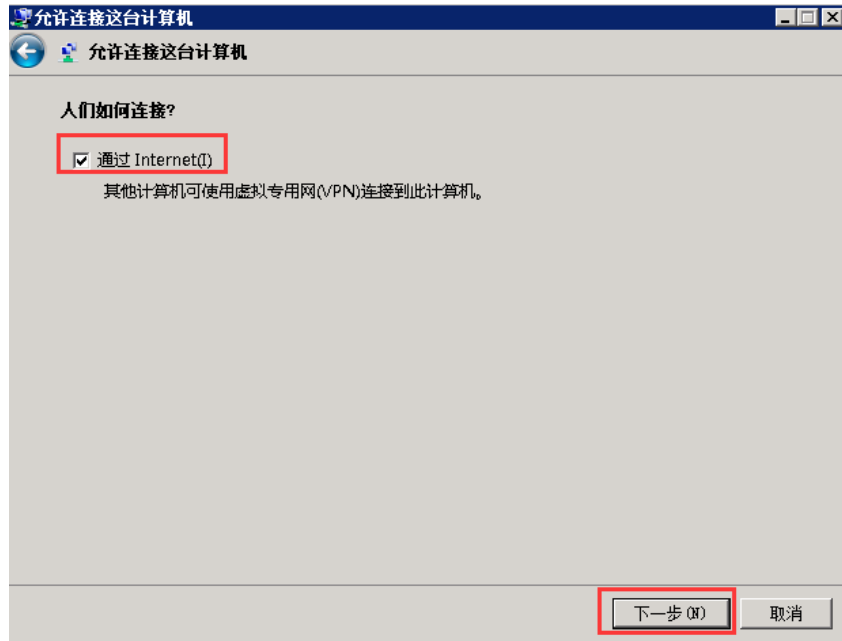 允许连接这台计算机
允许连接这台计算机
人们如何连接?
通过 Internet(I)
其他计算机可使用虚拟专用网(VPN)连接到此计算机。
下一步(N)
取消